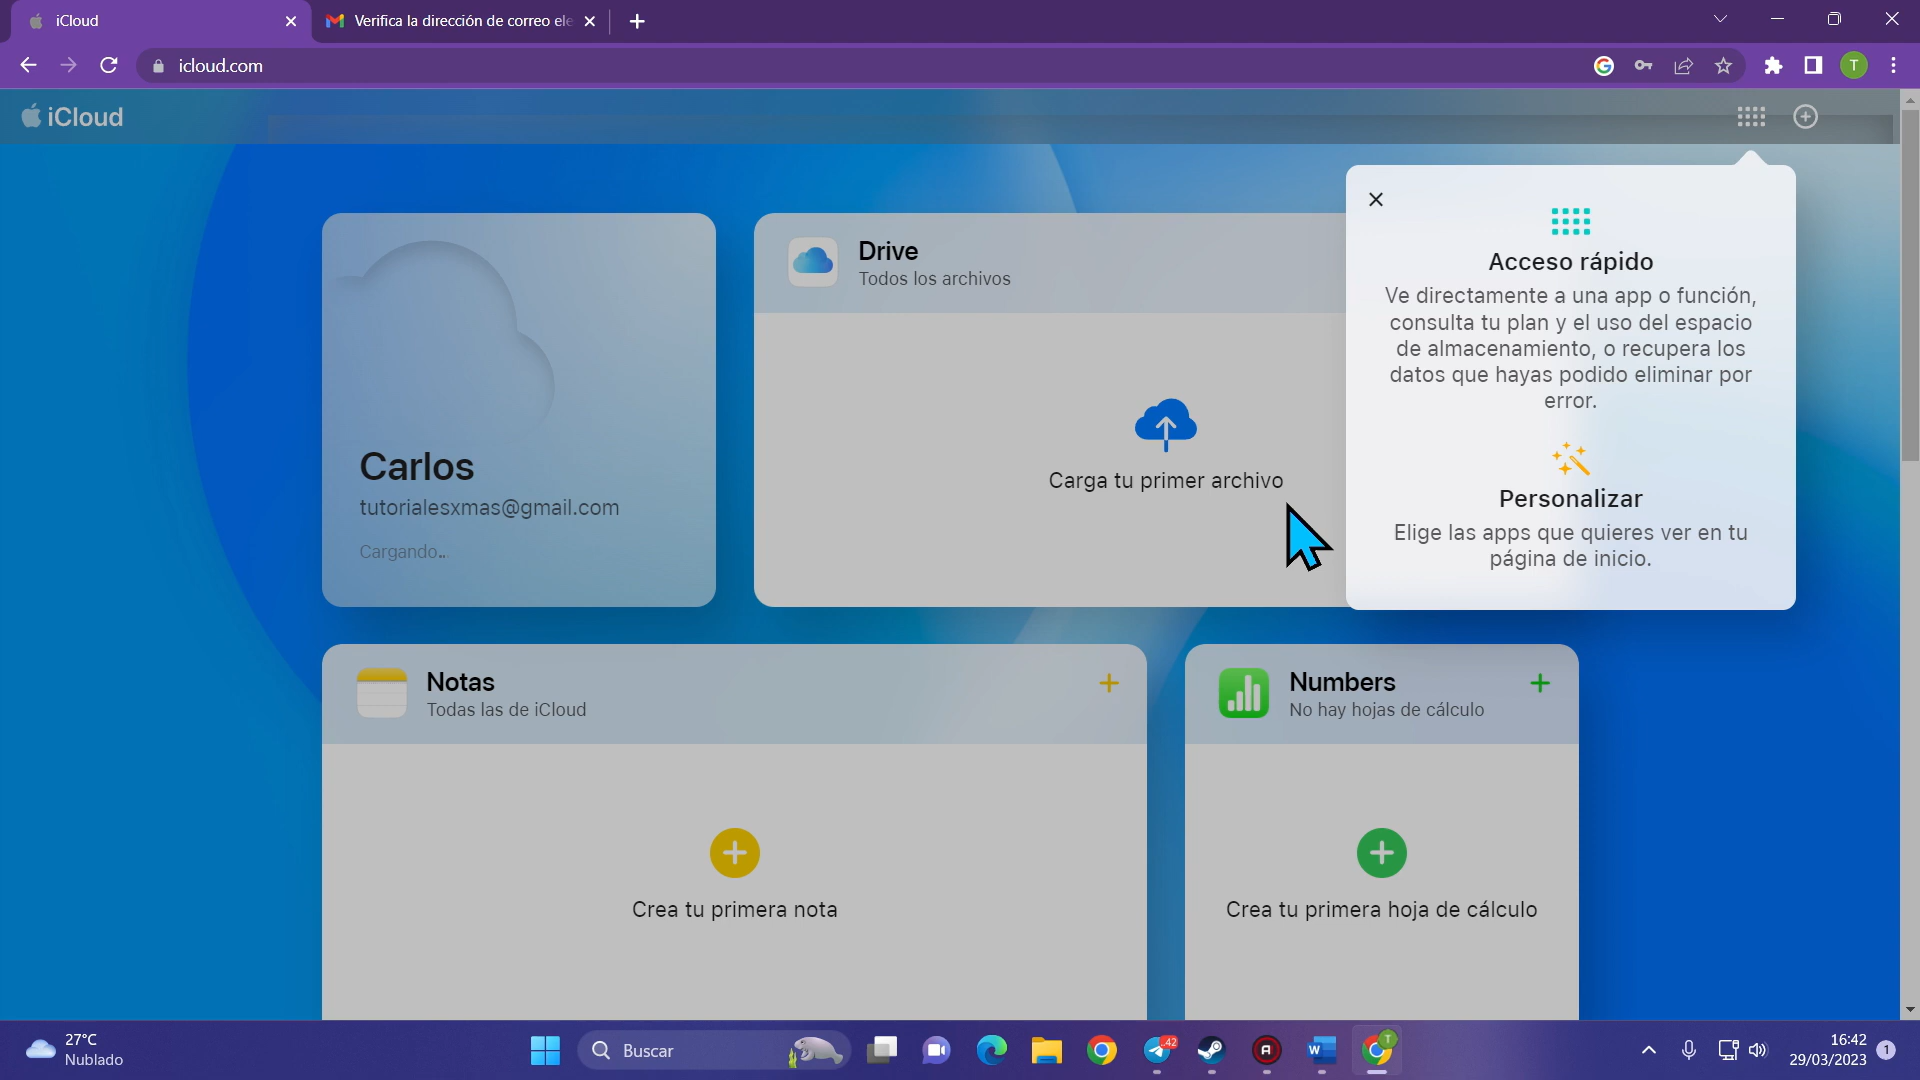 iCloud
Verifica la dirección de correo ele
icloud.com
T
iCloud
Drive
Todos los archivos
Carga tu primer archivo
Carlos
tutorialesxmas@gmail.com
Cargando..
Acceso rápido
Ve directamente a una app o función,
consulta tu plan y el uso del espacio
de almacenamiento, o recupera los
datos que hayas podido eliminar por
error.
Personalizar
Elige las apps que quieres ver en tu
página de inicio.
Notas
Todas las de iCloud
Crea tu primera nota
Numbers
No hay hojas de cálculo
Crea tu primera hoja de cálculo
27°C
Nublado
Buscar
42
W
T
16:42
29/03/2023
1